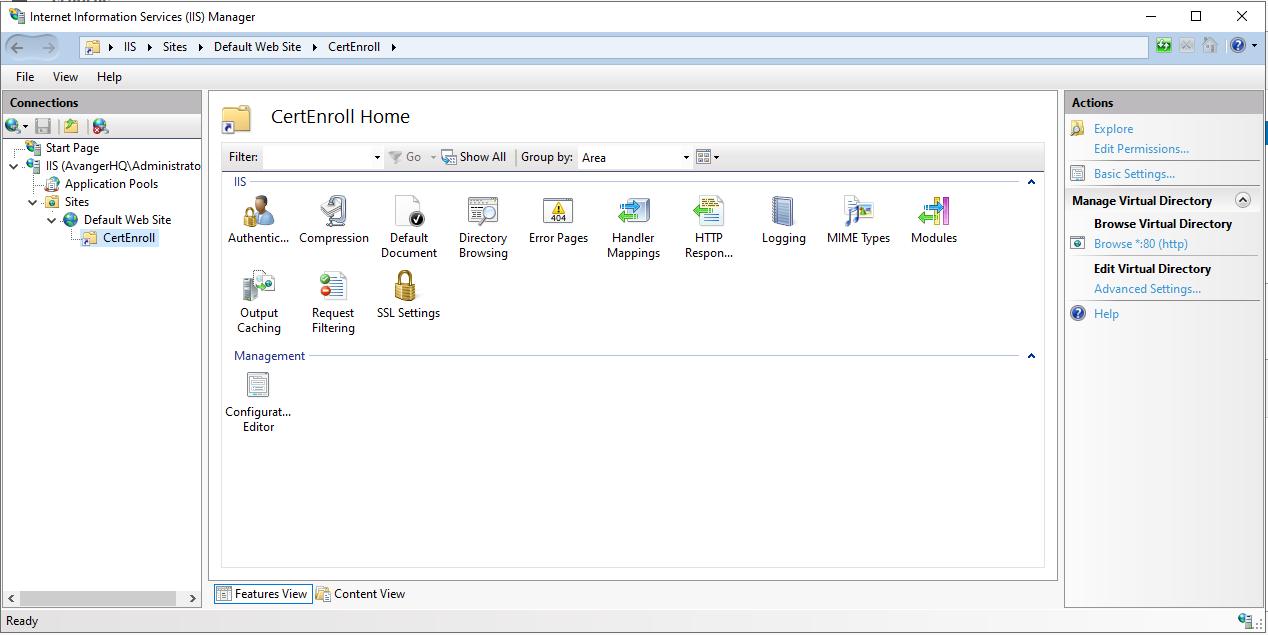 Internet Information Services (IIS) Manager
IIS Sites Default Web Site CertEnroll
File View Help
Connections
Start Page
IIS (AvangerHQ\Administrato
Application Pools
Sites
Default Web Site
CertEnroll
CertEnroll Home
Filter: Go Show All Group by: Area
IIS
Authentic... Compression Default Document Directory Browsing Error Pages Handler Mappings HTTP Respon... Logging MIME Types Modules
404
Output Caching Request Filtering SSL Settings
Management
Configurat... Editor
Features View Content View
Actions
Explore
Edit Permissions...
Basic Settings...
Manage Virtual Directory
Browse Virtual Directory
Browse *:80 (http)
Edit Virtual Directory
Advanced Settings...
Help
Ready